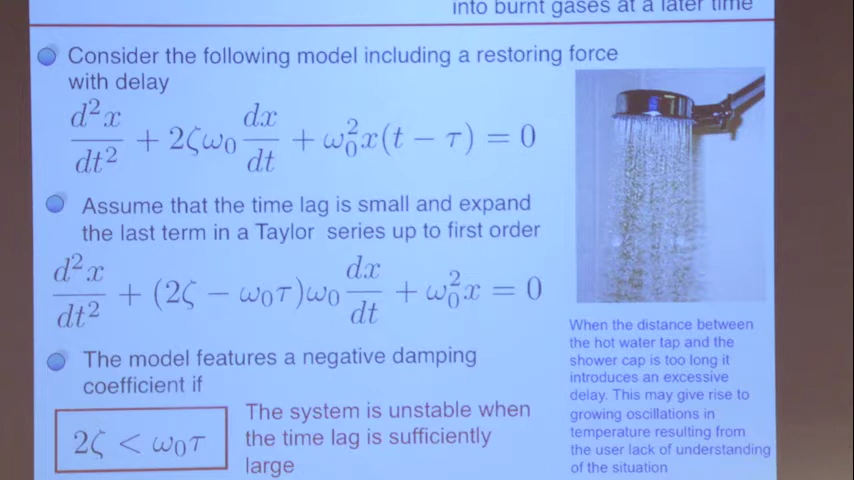 into burnt gases at a later time
Consider the following model including a restoring force
with delay
d²x/dt² + 2ζω₀ dx/dt + ω₀²x(t − τ) = 0
Assume that the time lag is small and expand
the last term in a Taylor series up to first order
d²x/dt² + (2ζ − ω₀τ)ω₀ dx/dt + ω₀²x = 0
The model features a negative damping
coefficient if
2ζ < ω₀τ
The system is unstable when
the time lag is sufficiently
large
When the distance between
the hot water tap and the
shower cap is too long it
introduces an excessive
delay. This may give rise to
growing oscillations in
temperature resulting from
the user lack of understanding
of the situation